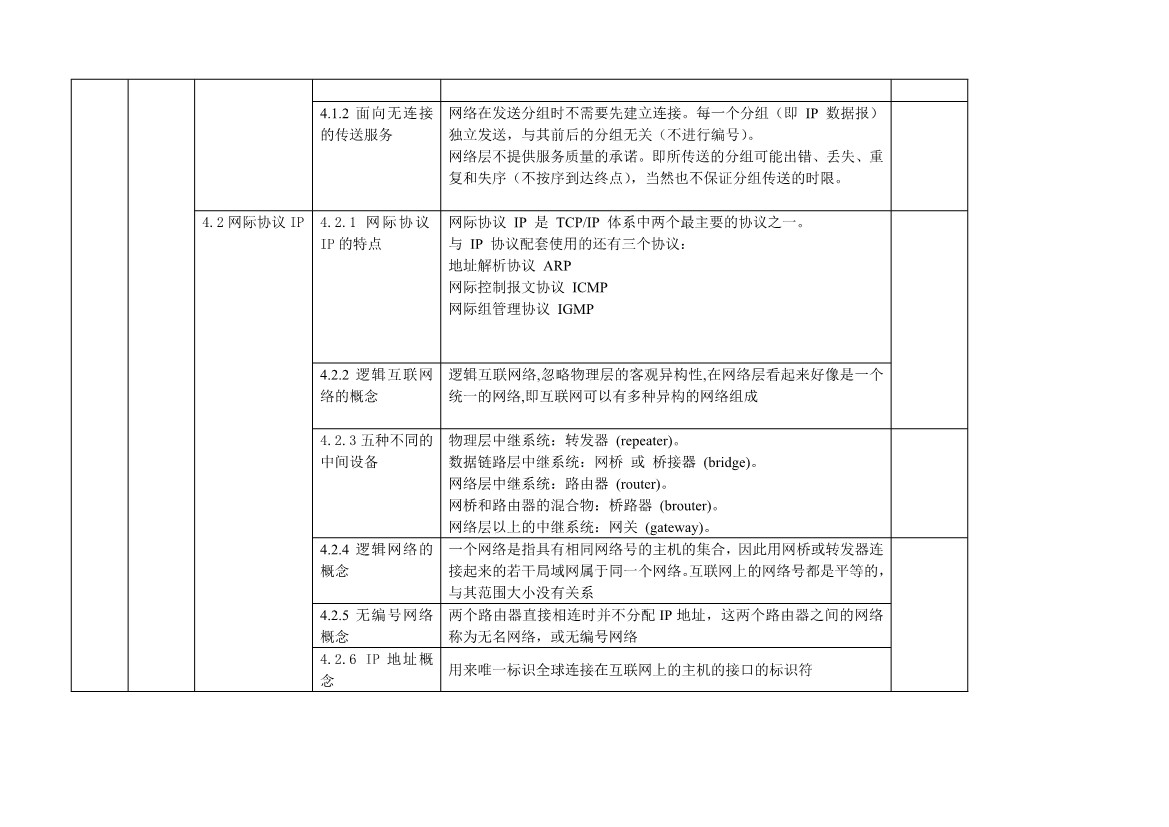 4.1.2 面向无连接
的传送服务
网络在发送分组时不需要先建立连接。每一个分组（即 IP 数据报）
独立发送，与其前后的分组无关（不进行编号）。
网络层不提供服务质量的承诺。即所传送的分组可能出错、丢失、重
复和失序（不按序到达终点），当然也不保证分组传送的时限。
4.2 网际协议 IP
4.2.1 网际协议
IP 的特点
网际协议 IP 是 TCP/IP 体系中两个最主要的协议之一。
与 IP 协议配套使用的还有三个协议：
地址解析协议 ARP
网际控制报文协议 ICMP
网际组管理协议 IGMP
4.2.2 逻辑互联网
络的概念
逻辑互联网络,忽略物理层的客观异构性,在网络层看起来好像是一个
统一的网络,即互联网可以有多种异构的网络组成
4.2.3 五种不同的
中间设备
物理层中继系统：转发器 (repeater)。
数据链路层中继系统：网桥 或 桥接器 (bridge)。
网络层中继系统：路由器 (router)。
网桥和路由器的混合物：桥路器 (brouter)。
网络层以上的中继系统：网关 (gateway)。
4.2.4 逻辑网络的
概念
一个网络是指具有相同网络号的主机的集合，因此用网桥或转发器连
接起来的若干局域网属于同一个网络。互联网上的网络号都是平等的，
与其范围大小没有关系
4.2.5 无编号网络
概念
两个路由器直接相连时并不分配 IP 地址，这两个路由器之间的网络
称为无名网络，或无编号网络
4.2.6 IP 地址概
念
用来唯一标识全球连接在互联网上的主机的接口的标识符